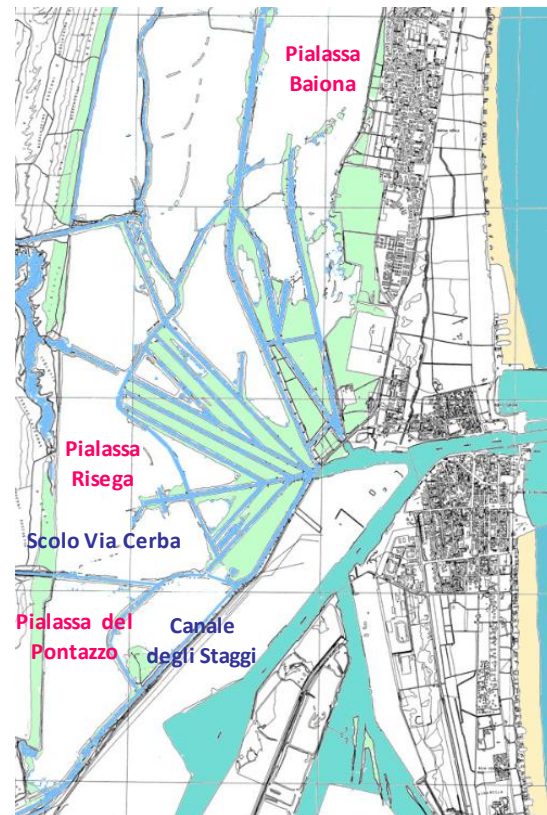 Pialassa
Baiona
Pialassa
Risega
Scolo Via Cerba
Pialassa del
Pontazzo
Canale
degli Staggi